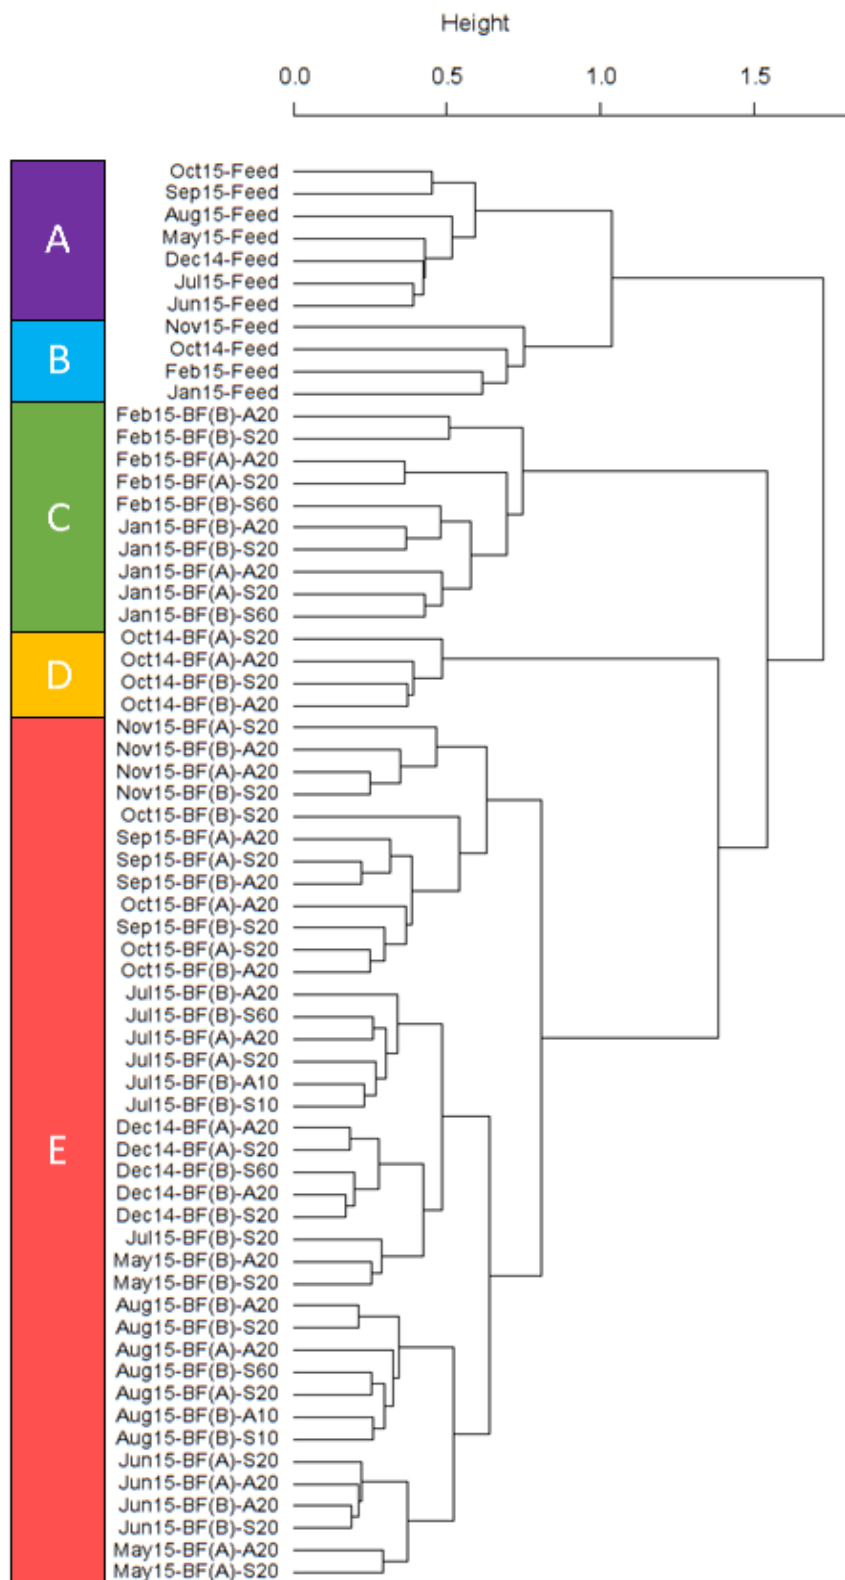 Height
0.0 0.5 1.0 1.5
A
Oct15-Feed
Sep15-Feed
Aug15-Feed
May15-Feed
Dec14-Feed
Jul15-Feed
Jun15-Feed
B
Nov15-Feed
Oct14-Feed
Feb15-Feed
Jan15-Feed
C
Feb15-BF(B)-A20
Feb15-BF(B)-S20
Feb15-BF(A)-A20
Feb15-BF(A)-S20
Feb15-BF(B)-S60
Jan15-BF(B)-A20
Jan15-BF(B)-S20
Jan15-BF(A)-A20
Jan15-BF(A)-S20
Jan15-BF(B)-S60
D
Oct14-BF(A)-S20
Oct14-BF(A)-A20
Oct14-BF(B)-S20
Oct14-BF(B)-A20
E
Nov15-BF(A)-S20
Nov15-BF(B)-A20
Nov15-BF(A)-A20
Nov15-BF(B)-S20
Oct15-BF(B)-S20
Sep15-BF(A)-A20
Sep15-BF(A)-S20
Sep15-BF(B)-A20
Oct15-BF(A)-A20
Sep15-BF(B)-S20
Oct15-BF(A)-S20
Oct15-BF(B)-A20
Jul15-BF(B)-A20
Jul15-BF(B)-S60
Jul15-BF(A)-A20
Jul15-BF(A)-S20
Jul15-BF(B)-A10
Jul15-BF(B)-S10
Dec14-BF(A)-A20
Dec14-BF(A)-S20
Dec14-BF(B)-S60
Dec14-BF(B)-A20
Dec14-BF(B)-S20
Jul15-BF(B)-S20
May15-BF(B)-A20
May15-BF(B)-S20
Aug15-BF(B)-A20
Aug15-BF(B)-S20
Aug15-BF(A)-A20
Aug15-BF(B)-S60
Aug15-BF(A)-S20
Aug15-BF(B)-A10
Aug15-BF(B)-S10
Jun15-BF(A)-S20
Jun15-BF(A)-A20
Jun15-BF(B)-A20
Jun15-BF(B)-S20
May15-BF(A)-A20
May15-BF(A)-S20